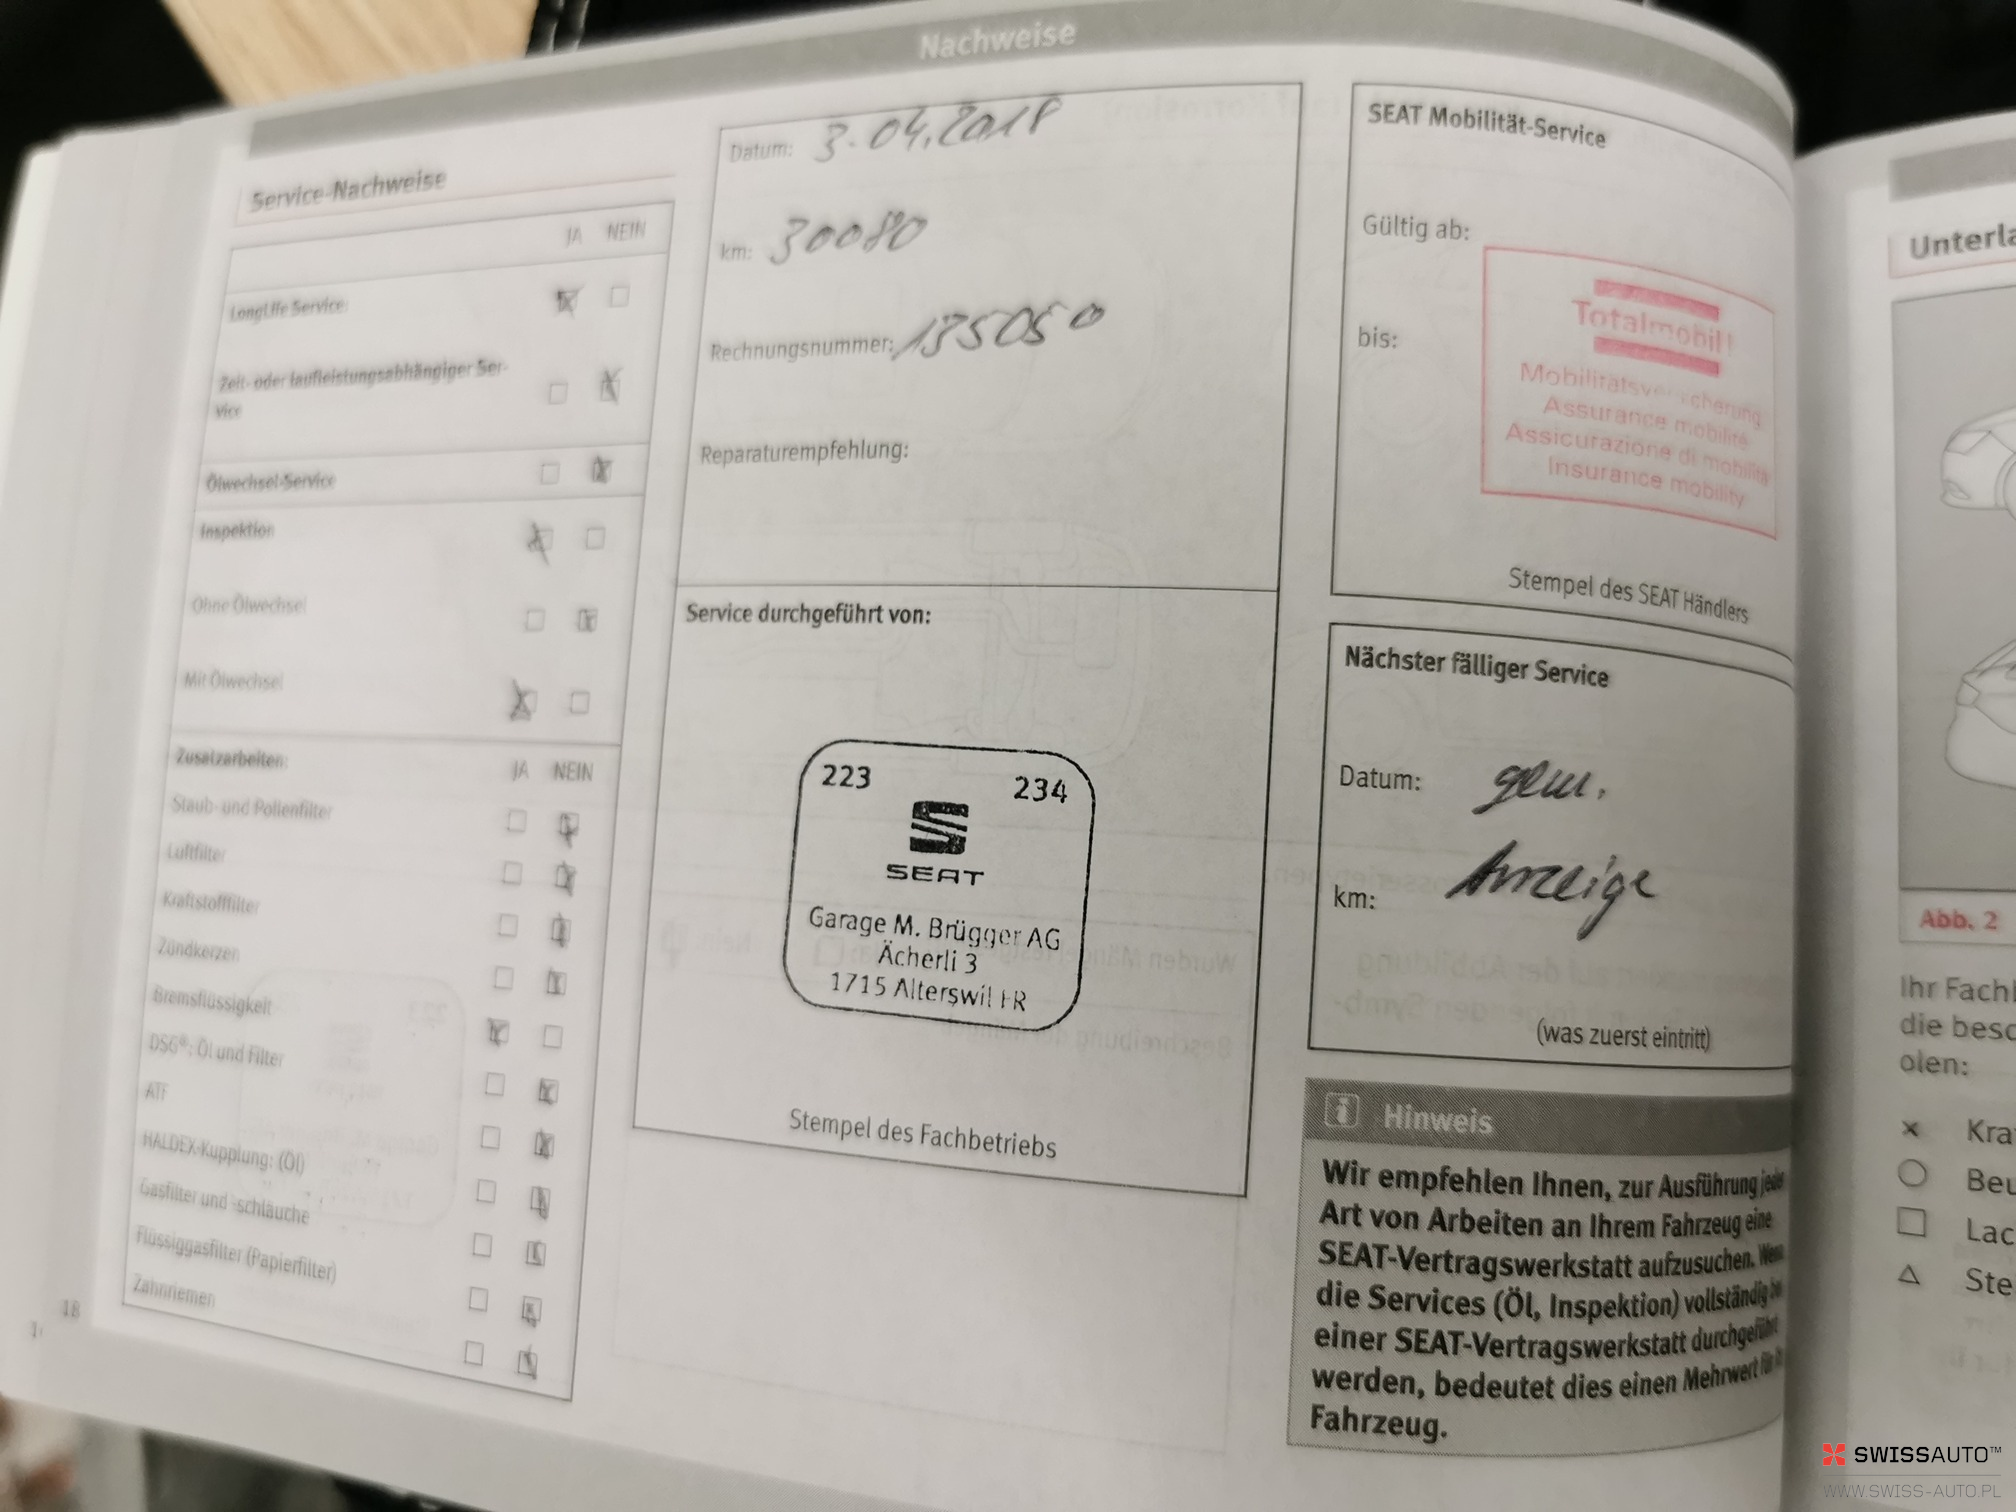 Nachweise
Service-Nachweise
JA NEIN
LongLife Service:
Zeit- oder laufleistungsabhängiger Ser-
vice
Ölwechsel-Service
Inspektion
Ohne Ölwechsel
Mit Ölwechsel
Zusatzarbeiten: JA NEIN
Staub- und Pollenfilter
Luftfilter
Kraftstofffilter
Zündkerzen
Bremsflüssigkeit
DSG®: Öl und Filter
ATF
HALDEX-Kupplung: (Öl)
Gasfilter und -schläuche
Flüssiggasfilter (Papierfilter)
Zahnriemen
18
Datum: 3.04.2018
km: 30080
Rechnungsnummer: 135050
Reparaturempfehlung:
Service durchgeführt von:
223 234
SEAT
Garage M. Brügger AG
Ächerli 3
1715 Alterswil FR
Stempel des Fachbetriebs
SEAT Mobilität-Service
Gültig ab:
bis:
Totalmobil!
Mobilitätsversicherung
Assurance mobilité
Assicurazione di mobilità
Insurance mobility
Stempel des SEAT Händlers
Nächster fälliger Service
Datum: gem.
km: Anzeige
(was zuerst eintritt)
Hinweis
Wir empfehlen Ihnen, zur Ausführung jeder
Art von Arbeiten an Ihrem Fahrzeug eine
SEAT-Vertragswerkstatt aufzusuchen. Wenn
die Services (Öl, Inspektion) vollständig bei
einer SEAT-Vertragswerkstatt durchgeführt
werden, bedeutet dies einen Mehrwert für Ihr
Fahrzeug.
Unterla
Abb. 2
Ihr Fach
die besc
olen:
Kra
Beu
Lac
Ste
SWISSAUTO™
WWW.SWISS-AUTO.PL